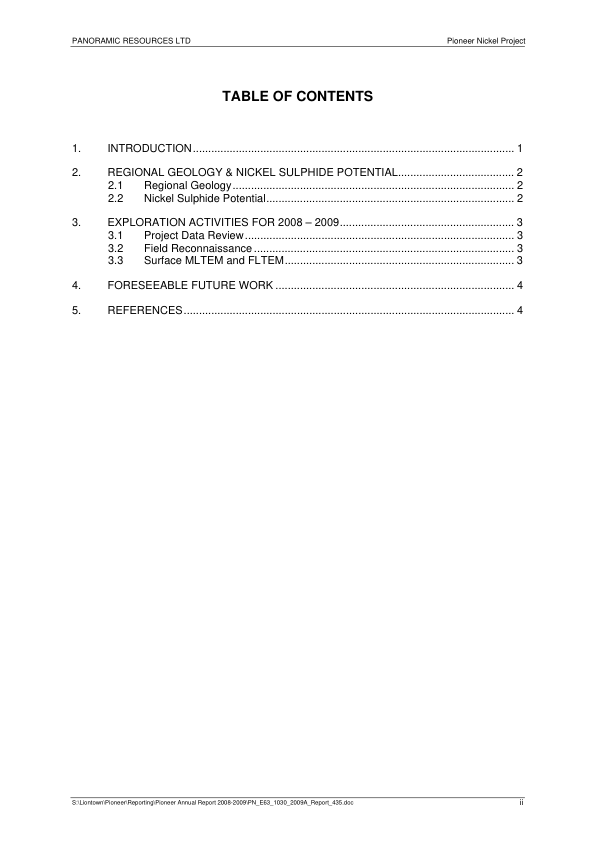 PANORAMIC RESOURCES LTD Pioneer Nickel Project
TABLE OF CONTENTS
1. INTRODUCTION.......................................................................................................... 1
2. REGIONAL GEOLOGY & NICKEL SULPHIDE POTENTIAL...................................... 2
2.1 Regional Geology............................................................................................ 2
2.2 Nickel Sulphide Potential................................................................................. 2
3. EXPLORATION ACTIVITIES FOR 2008 – 2009......................................................... 3
3.1 Project Data Review........................................................................................ 3
3.2 Field Reconnaissance..................................................................................... 3
3.3 Surface MLTEM and FLTEM........................................................................... 3
4. FORESEEABLE FUTURE WORK .............................................................................. 4
5. REFERENCES............................................................................................................ 4
S:\Liontown\Pioneer\Reporting\Pioneer Annual Report 2008-2009\PN_E63_1030_2009A_Report_435.doc ii